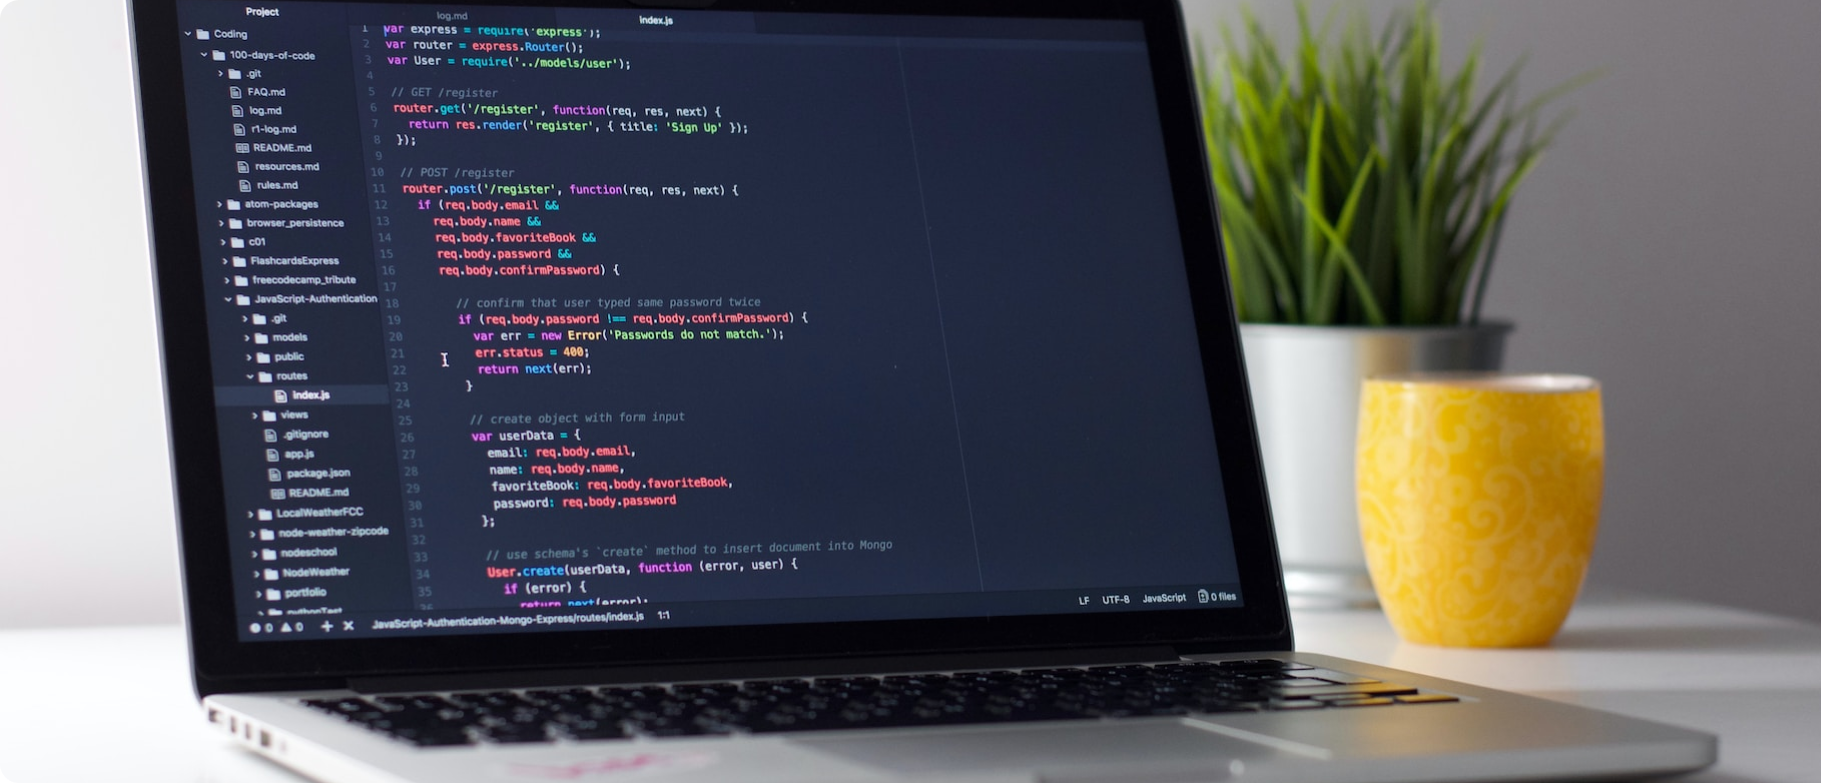 Project
Coding
100-days-of-code
.git
FAQ.md
log.md
r1-log.md
README.md
resources.md
rules.md
atom-packages
browser_persistence
c01
FlashcardsExpress
freecodecamp_tribute
JavaScript-Authentication
.git
models
public
routes
index.js
views
.gitignore
app.js
package.json
README.md
LocalWeatherFCC
node-weather-zipcode
nodeschool
NodeWeather
portfolio
pythonTest
log.md
index.js
1 var express = require('express');
2 var router = express.Router();
3 var User = require('../models/user');
4
5 // GET /register
6 router.get('/register', function(req, res, next) {
7 return res.render('register', { title: 'Sign Up' });
8 });
9
10 // POST /register
11 router.post('/register', function(req, res, next) {
12 if (req.body.email &&
13 req.body.name &&
14 req.body.favoriteBook &&
15 req.body.password &&
16 req.body.confirmPassword) {
17
18 // confirm that user typed same password twice
19 if (req.body.password !== req.body.confirmPassword) {
20 var err = new Error('Passwords do not match.');
21 err.status = 400;
22 return next(err);
23 }
24
25 // create object with form input
26 var userData = {
27 email: req.body.email,
28 name: req.body.name,
29 favoriteBook: req.body.favoriteBook,
30 password: req.body.password
31 };
32
33 // use schema's `create` method to insert document into Mongo
34 User.create(userData, function (error, user) {
35 if (error) {
36 return next(error);
0 0 + × JavaScript-Authentication-Mongo-Express/routes/index.js 1:1
LF UTF-8 JavaScript 0 files